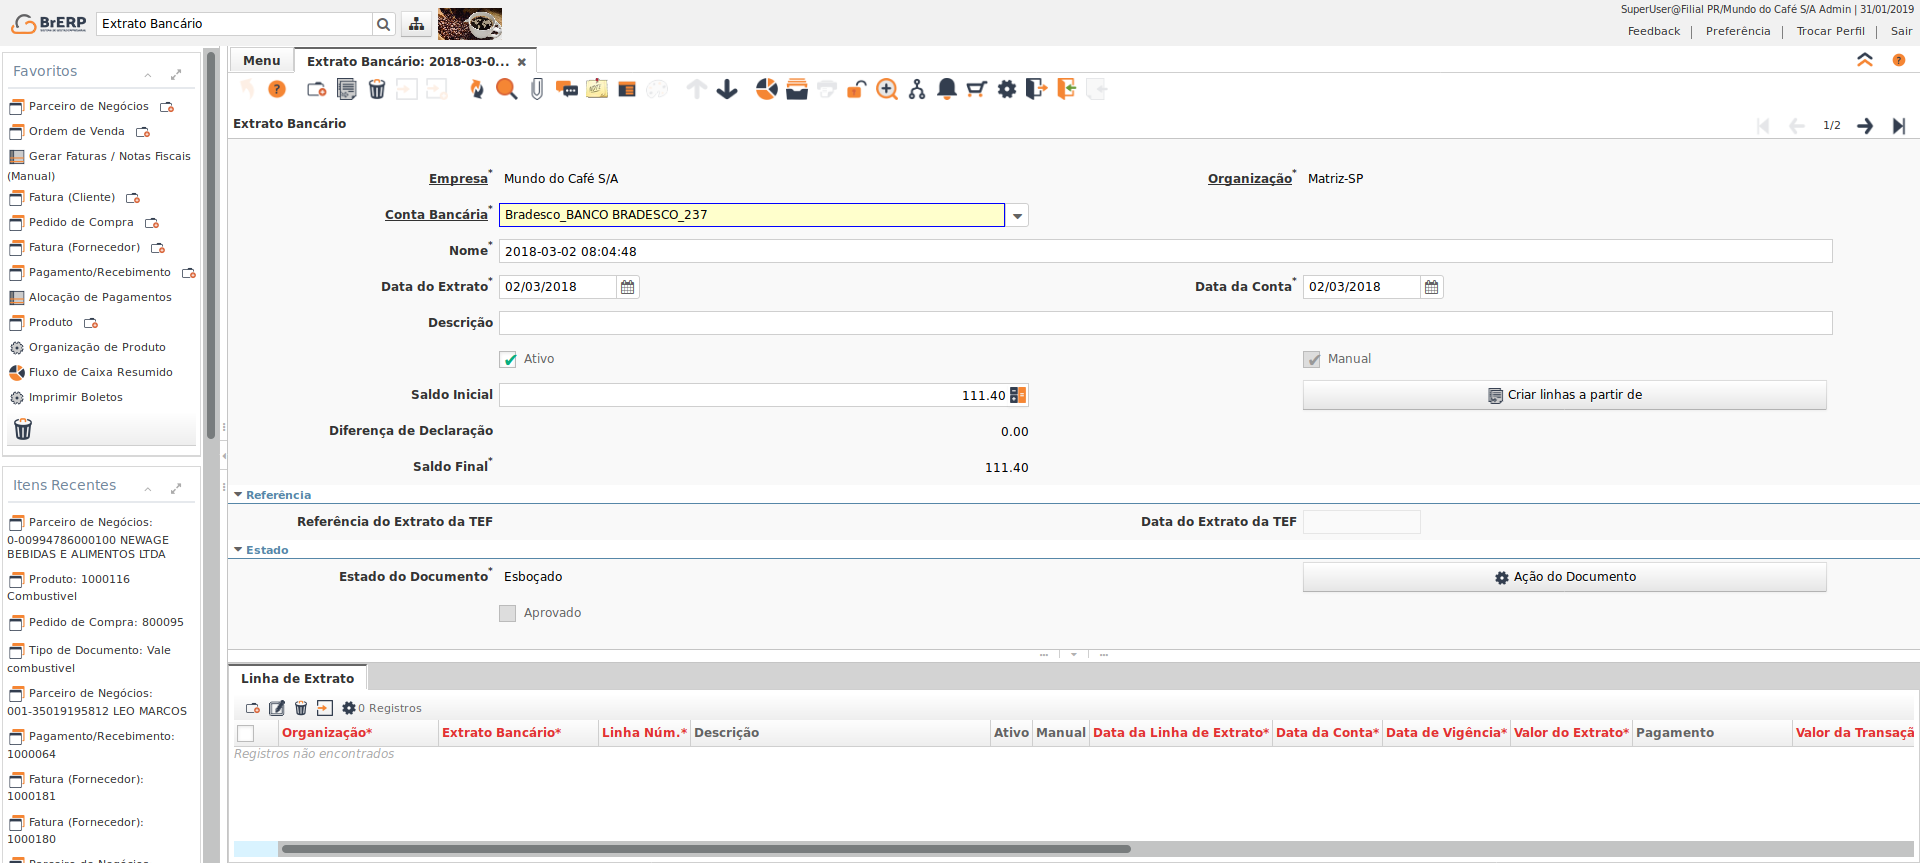 BrERP
Extrato Bancário
SuperUser@Filial PR/Mundo do Café S/A Admin | 31/01/2019
Feedback | Preferência | Trocar Perfil | Sair
Favoritos
Parceiro de Negócios
Ordem de Venda
Gerar Faturas / Notas Fiscais
(Manual)
Fatura (Cliente)
Pedido de Compra
Fatura (Fornecedor)
Pagamento/Recebimento
Alocação de Pagamentos
Produto
Organização de Produto
Fluxo de Caixa Resumido
Imprimir Boletos
Itens Recentes
Parceiro de Negócios:
0-00994786000100 NEWAGE
BEBIDAS E ALIMENTOS LTDA
Produto: 1000116
Combustivel
Pedido de Compra: 800095
Tipo de Documento: Vale
combustivel
Parceiro de Negócios:
001-35019195812 LEO MARCOS
Pagamento/Recebimento:
1000064
Fatura (Fornecedor):
1000181
Fatura (Fornecedor):
1000180
Menu
Extrato Bancário: 2018-03-0...
Extrato Bancário
1/2
Empresa* Mundo do Café S/A
Organização* Matriz-SP
Conta Bancária* Bradesco_BANCO BRADESCO_237
Nome* 2018-03-02 08:04:48
Data do Extrato* 02/03/2018
Data da Conta* 02/03/2018
Descrição
Ativo
Manual
Saldo Inicial 111.40
Criar linhas a partir de
Diferença de Declaração 0.00
Saldo Final* 111.40
Referência
Referência do Extrato da TEF
Data do Extrato da TEF
Estado
Estado do Documento* Esboçado
Ação do Documento
Aprovado
Linha de Extrato
0 Registros
Organização* Extrato Bancário* Linha Núm.* Descrição Ativo Manual Data da Linha de Extrato* Data da Conta* Data de Vigência* Valor do Extrato* Pagamento Valor da Transaçã
Registros não encontrados